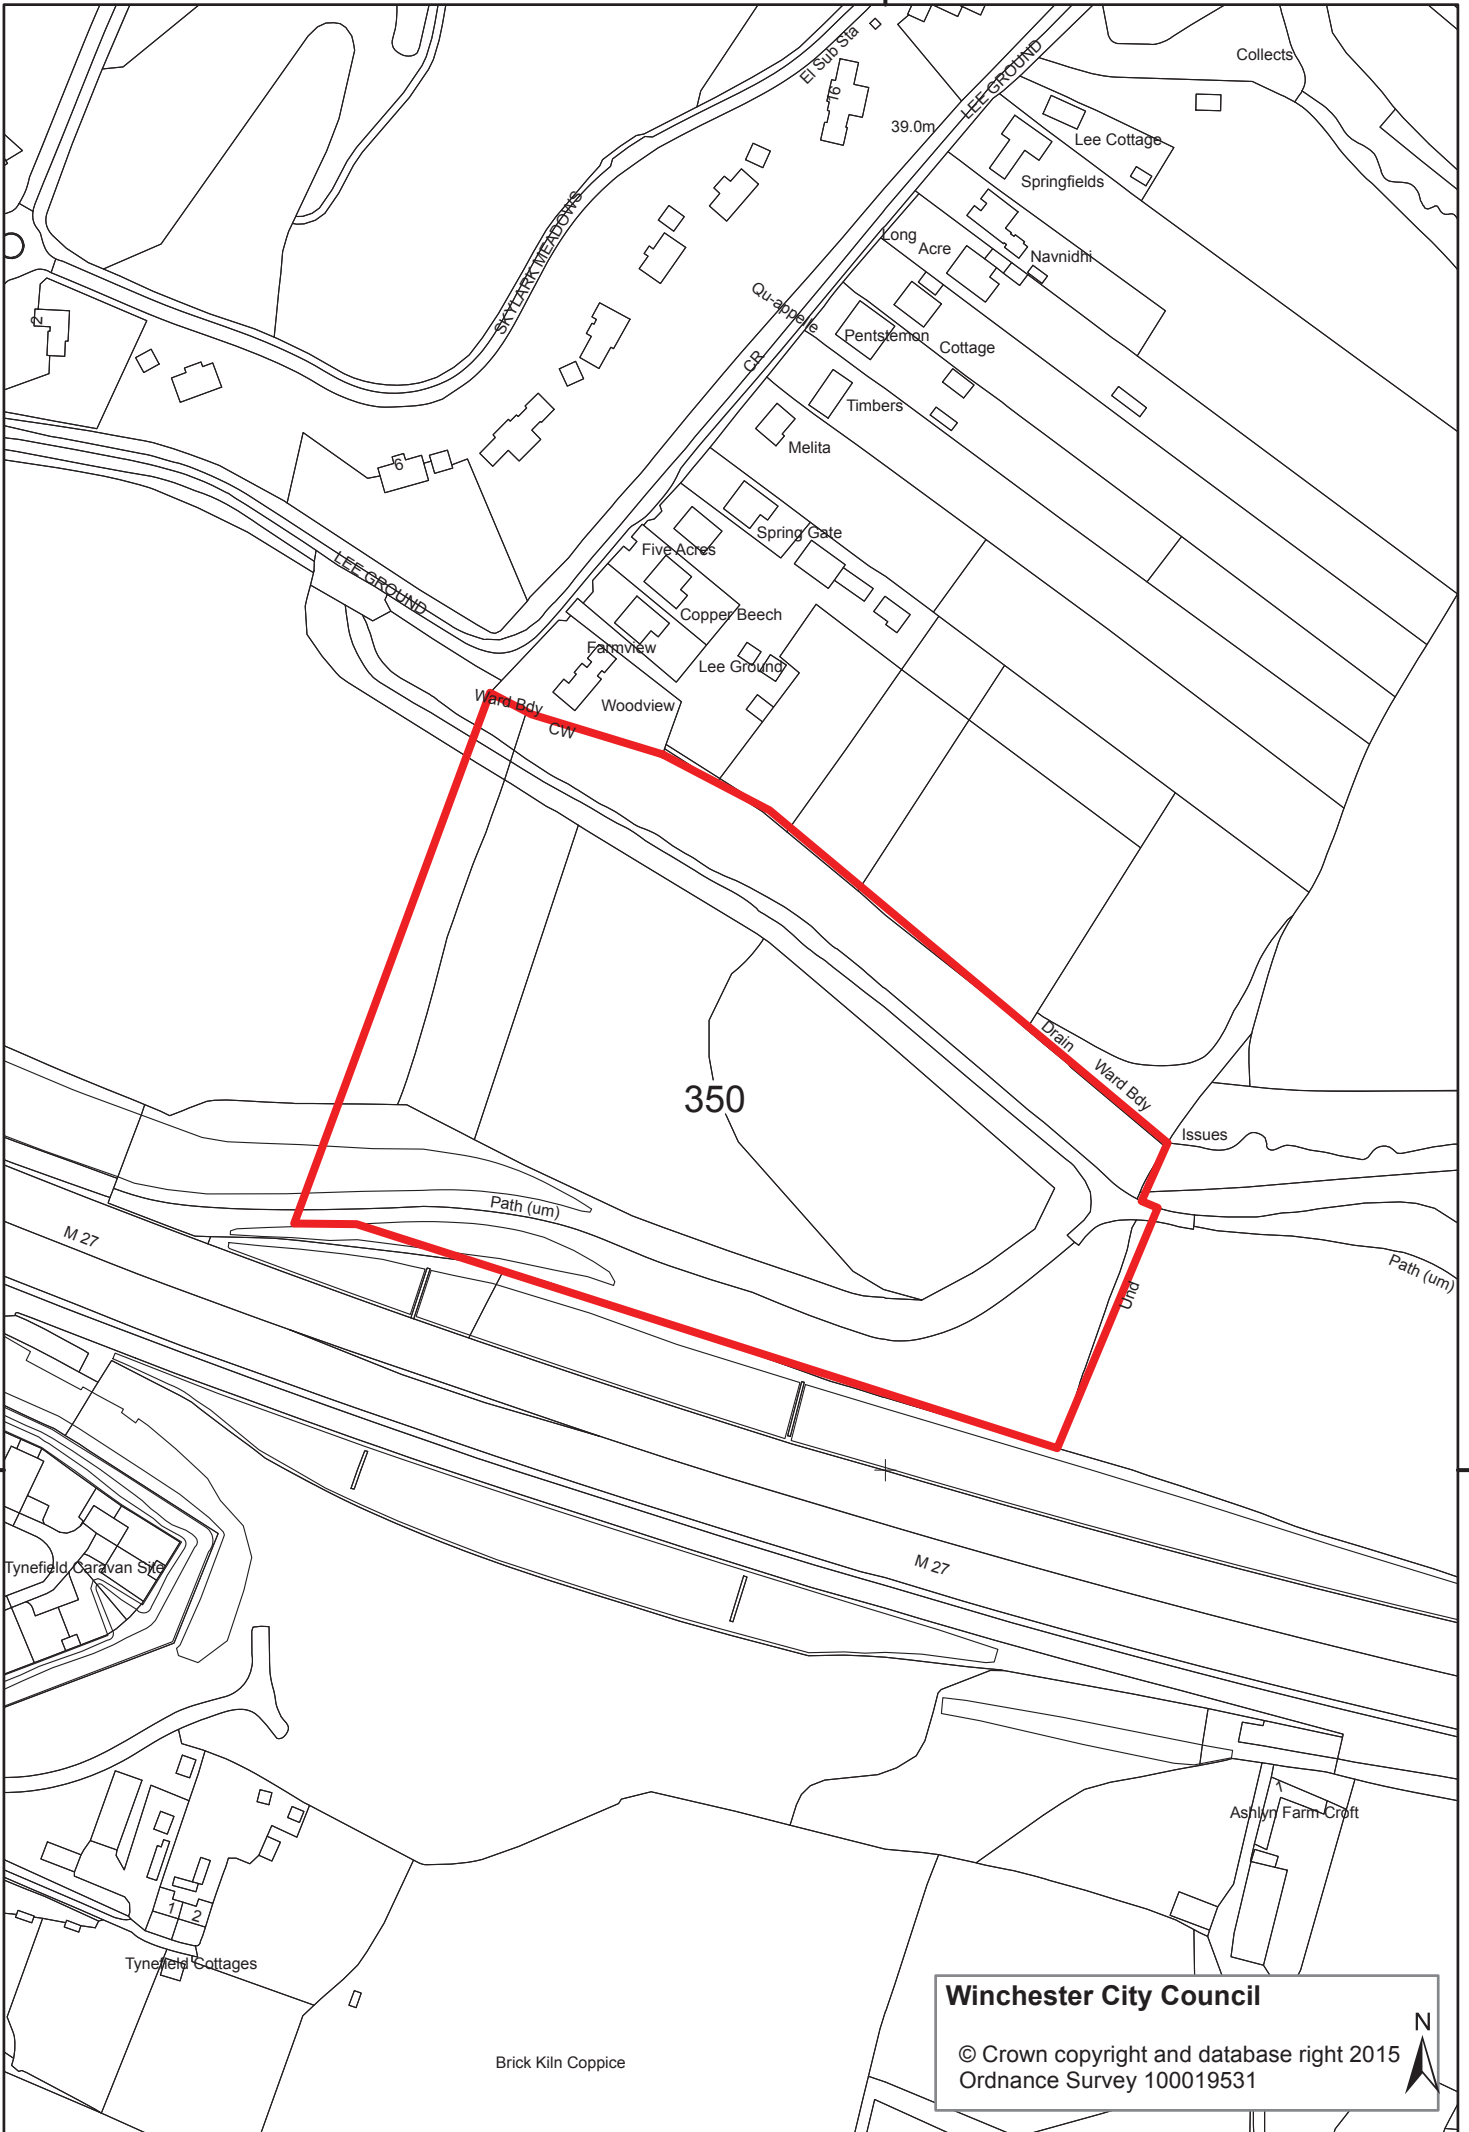 Collects
El Sub Sta
LEE GROUND
16
39.0m
Lee Cottage
Springfields
SKYLARK MEADOWS
Long
Acre
Navnidhi
Qu-appelle
2
Pentstemon
Cottage
CR
Timbers
Melita
6
Spring Gate
Five Acres
LEE GROUND
Copper Beech
Farmview
Lee Ground
Ward Bdy
Woodview
CW
Drain
350
Ward Bdy
Issues
Path (um)
M 27
Path (um)
Und
Tynefield Caravan Site
M 27
1
Ashlyn Farm Croft
1
2
Tynefield Cottages
Winchester City Council
N
© Crown copyright and database right 2015
Ordnance Survey 100019531
Brick Kiln Coppice